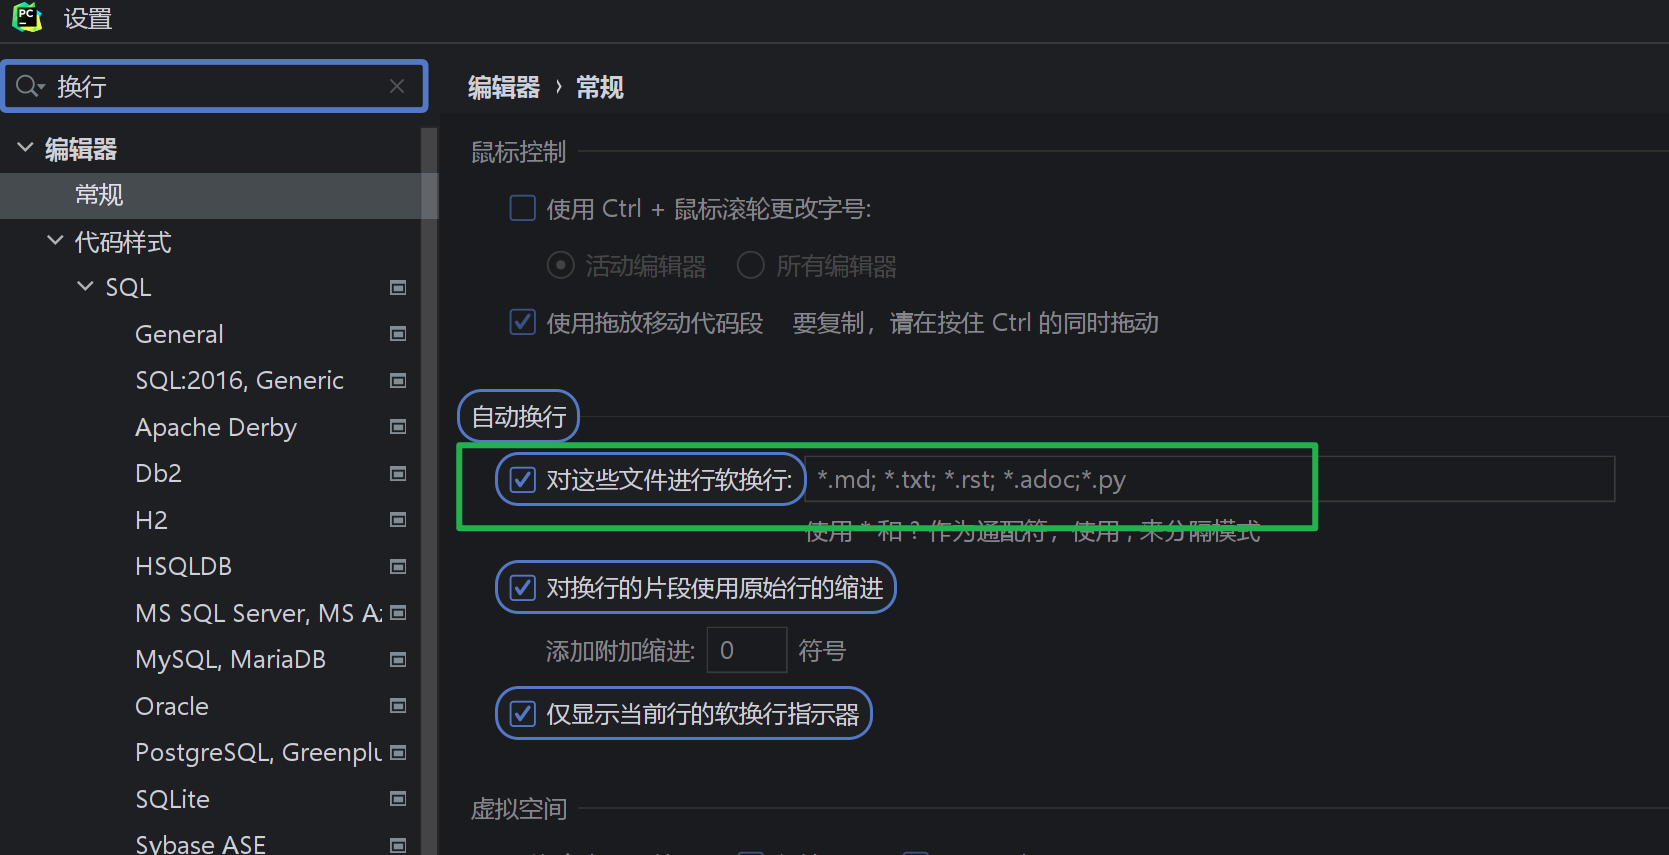 PC
设置
换行
编辑器 › 常规
编辑器
常规
代码样式
SQL
General
SQL:2016, Generic
Apache Derby
Db2
H2
HSQLDB
MS SQL Server, MS Az
MySQL, MariaDB
Oracle
PostgreSQL, Greenplu
SQLite
Sybase ASE
鼠标控制
使用 Ctrl + 鼠标滚轮更改字号:
活动编辑器 所有编辑器
使用拖放移动代码段 要复制，请在按住 Ctrl 的同时拖动
自动换行
对这些文件进行软换行: *.md; *.txt; *.rst; *.adoc;*.py
使用 * 和 ? 作为通配符，使用 ; 来分隔模式
对换行的片段使用原始行的缩进
添加附加缩进: 0 符号
仅显示当前行的软换行指示器
虚拟空间